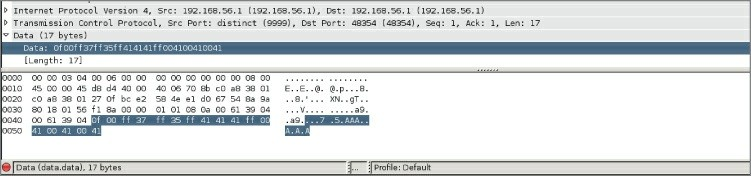 Internet Protocol Version 4, Src: 192.168.56.1 (192.168.56.1), Dst: 192.168.56.1 (192.168.56.1)
Transmission Control Protocol, Src Port: distinct (9999), Dst Port: 48354 (48354), Seq: 1, Ack: 1, Len: 17
Data (17 bytes)
Data: 0f00ff37ff35ff414141ff004100410041
[Length: 17]
0000 00 00 03 04 00 06 00 00 00 00 00 00 00 00 08 00 ........ ........
0010 45 00 00 45 d8 d4 40 00 40 06 70 8b c0 a8 38 01 E..E..@. @.p...8.
0020 c0 a8 38 01 27 0f bc e2 58 4e e1 d0 67 54 8a 9a ..8.'... XN..gT..
0030 80 18 01 56 f1 8a 00 00 01 01 08 0a 00 61 39 04 ...V.... .....a9.
0040 00 61 39 04 0f 00 ff 37 ff 35 ff 41 41 41 ff 00 .a9....7 .5.AAA..
0050 41 00 41 00 41 A.A.A
Data (data.data), 17 bytes ... Profile: Default